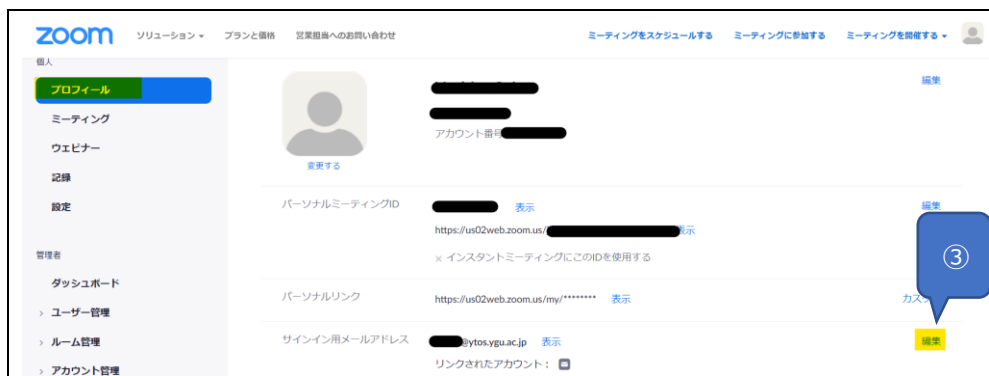 zoom ソリューション プランと価格 営業担当へのお問い合わせ ミーティングをスケジュールする ミーティングに参加する ミーティングを開催する
個人
プロフィール
ミーティング
ウェビナー
記録
設定
管理者
ダッシュボード
ユーザー管理
ルーム管理
アカウント管理
変更する
編集
アカウント番号
パーソナルミーティングID 表示 編集
https://us02web.zoom.us/ 表示
× インスタントミーティングにこのIDを使用する
③
パーソナルリンク https://us02web.zoom.us/my/******** 表示
サインイン用メールアドレス @ytos.ygu.ac.jp 表示 編集
リンクされたアカウント：